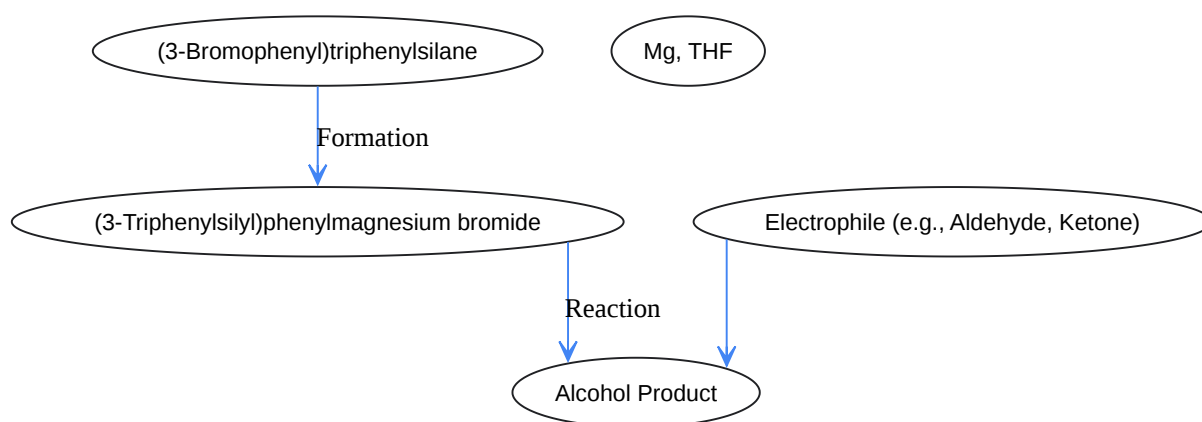 (3-Bromophenyl)triphenylsilane
Mg, THF
Formation
(3-Triphenylsilyl)phenylmagnesium bromide
Electrophile (e.g., Aldehyde, Ketone)
Reaction
Alcohol Product